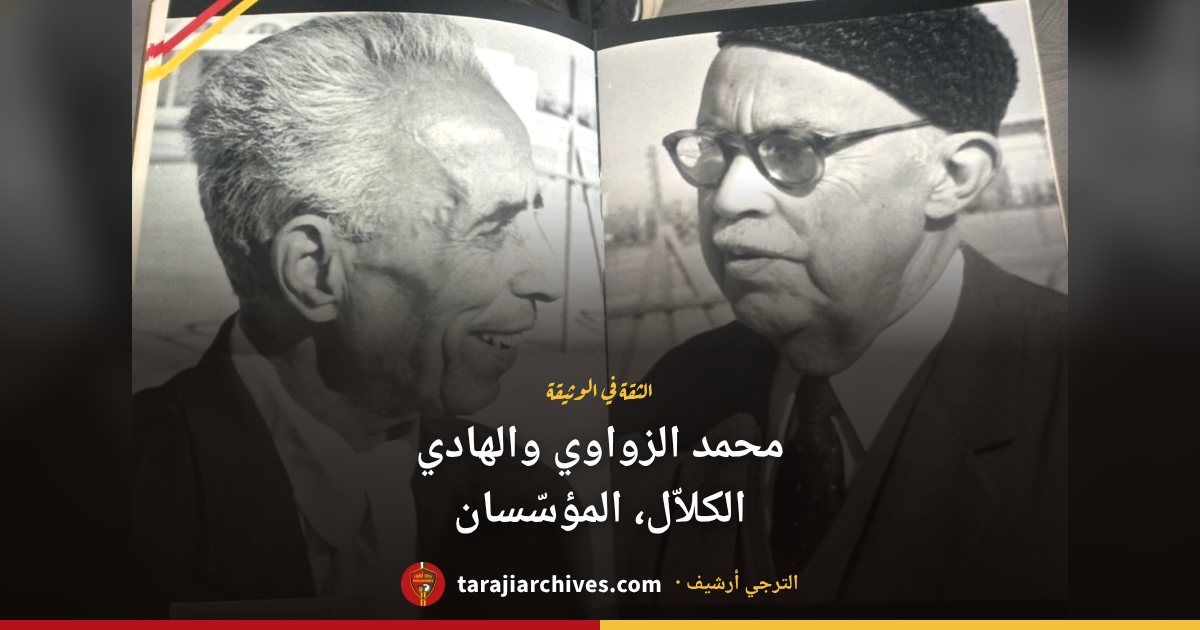 الثقة في الوثيقة
محمد الزواوي والهادي
الكلاّل، المؤسّسان
tarajiarchives.com · الترجي أرشيف